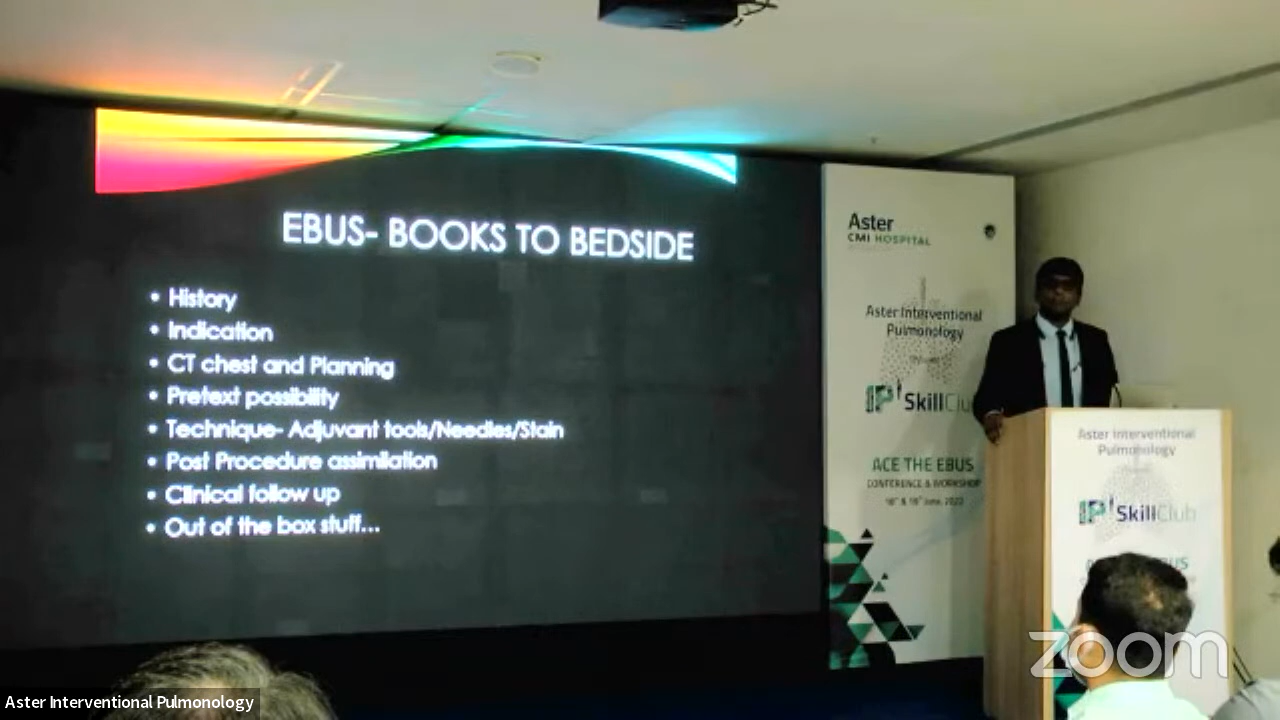 EBUS- BOOKS TO BEDSIDE
• History
• Indication
• CT chest and Planning
• Pretext possibility
• Technique- Adjuvant tools/Needles/Stain
• Post Procedure assimilation
• Clinical follow up
• Out of the box stuff...
Aster
CMI HOSPITAL
Aster Interventional
Pulmonology
IP SkillClu
ACE THE EBUS
CONFERENCE & WORKSHOP
Aster Interventional
Pulmonology
IP SkillClub
BUS
zoom
Aster Interventional Pulmonology